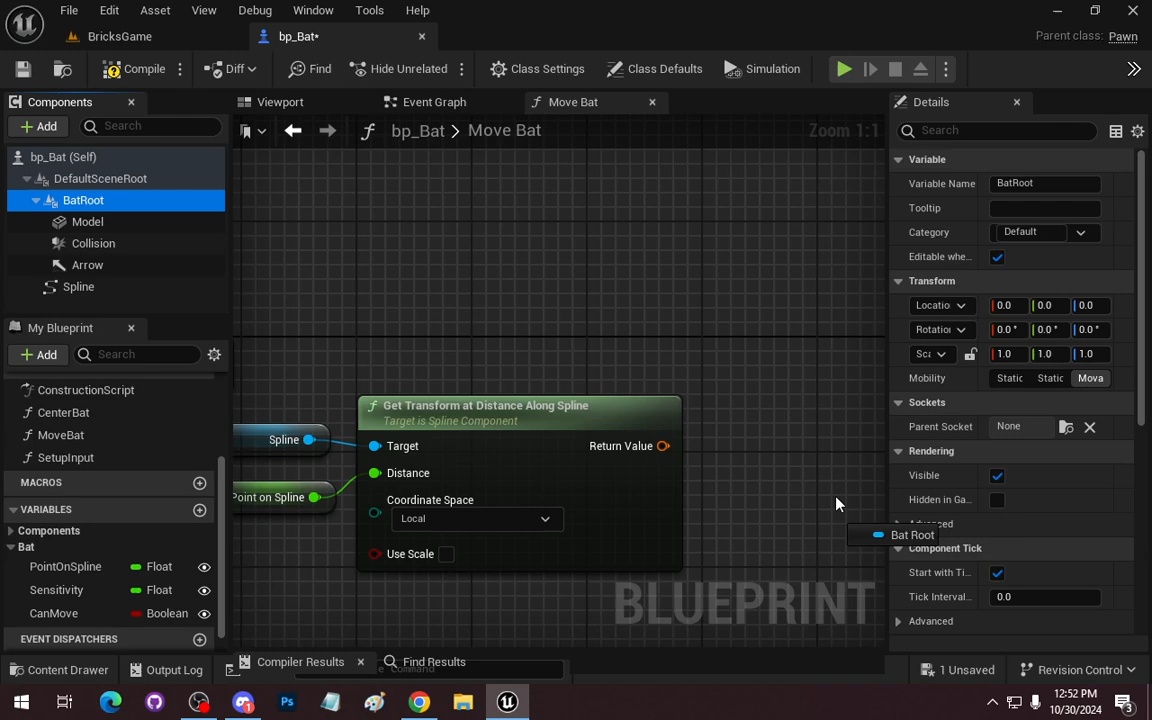 File Edit Asset View Debug Window Tools Help
BricksGame bp_Bat* Parent class: Pawn
Compile Diff Find Hide Unrelated Class Settings Class Defaults Simulation
Components Viewport Event Graph Move Bat Details
Add Search bp_Bat Move Bat Zoom 1:1 Search
bp_Bat (Self) Variable
DefaultSceneRoot Variable Name BatRoot
BatRoot Tooltip
Model Category Default
Collision Editable whe...
Arrow Transform
Spline Locatio 0.0 0.0 0.0
My Blueprint Rotatio 0.0 ° 0.0 ° 0.0 °
Add Search Sca 1.0 1.0 1.0
ConstructionScript Mobility Static Static Mova
CenterBat Get Transform at Distance Along Spline Sockets
Target is Spline Component Parent Socket None
MoveBat Spline Target Return Value Rendering
SetupInput Distance Visible
MACROS Point on Spline Coordinate Space Hidden in Ga...
VARIABLES Local Advanced
Components Bat Root
Bat Use Scale Component Tick
PointOnSpline Float Start with Ti...
Sensitivity Float Tick Interval... 0.0
CanMove Boolean BLUEPRINT Advanced
EVENT DISPATCHERS
Content Drawer Output Log Compiler Results Find Results 1 Unsaved Revision Control
12:52 PM
10/30/2024
3